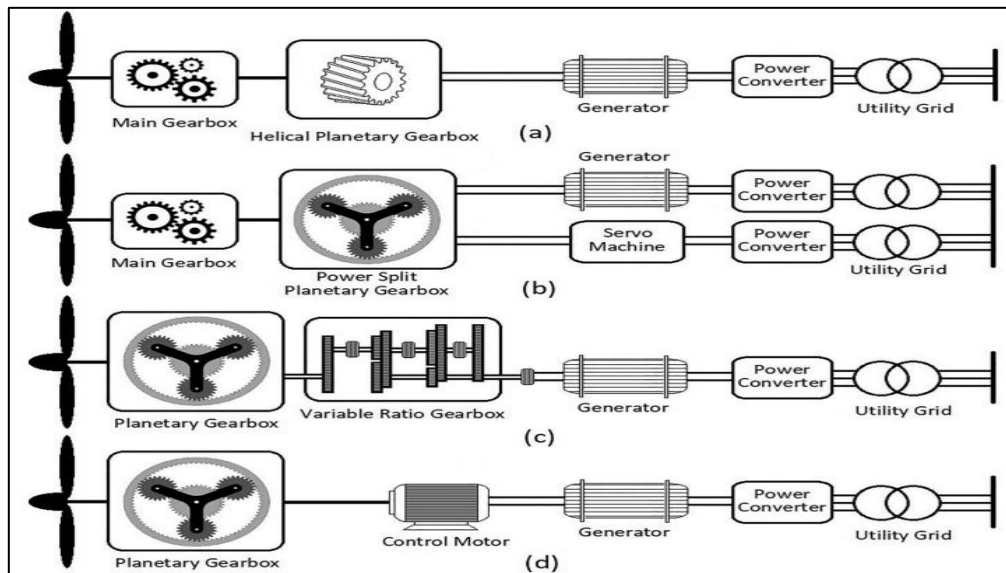 Main Gearbox
Helical Planetary Gearbox
(a)
Generator
Power
Converter
Utility Grid
Main Gearbox
Power Split
Planetary Gearbox
(b)
Generator
Servo
Machine
Power
Converter
Power
Converter
Utility Grid
Planetary Gearbox
Variable Ratio Gearbox
(c)
Generator
Power
Converter
Utility Grid
Planetary Gearbox
Control Motor
(d)
Generator
Power
Converter
Utility Grid